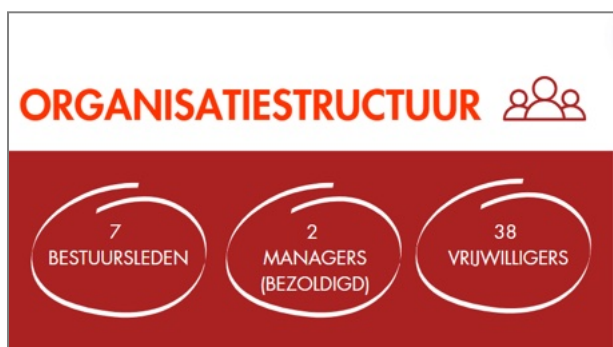 ORGANISATIESTRUCTUUR
7
BESTUURSLEDEN
2
MANAGERS
(BEZOLDIGD)
38
VRIJWILLIGERS